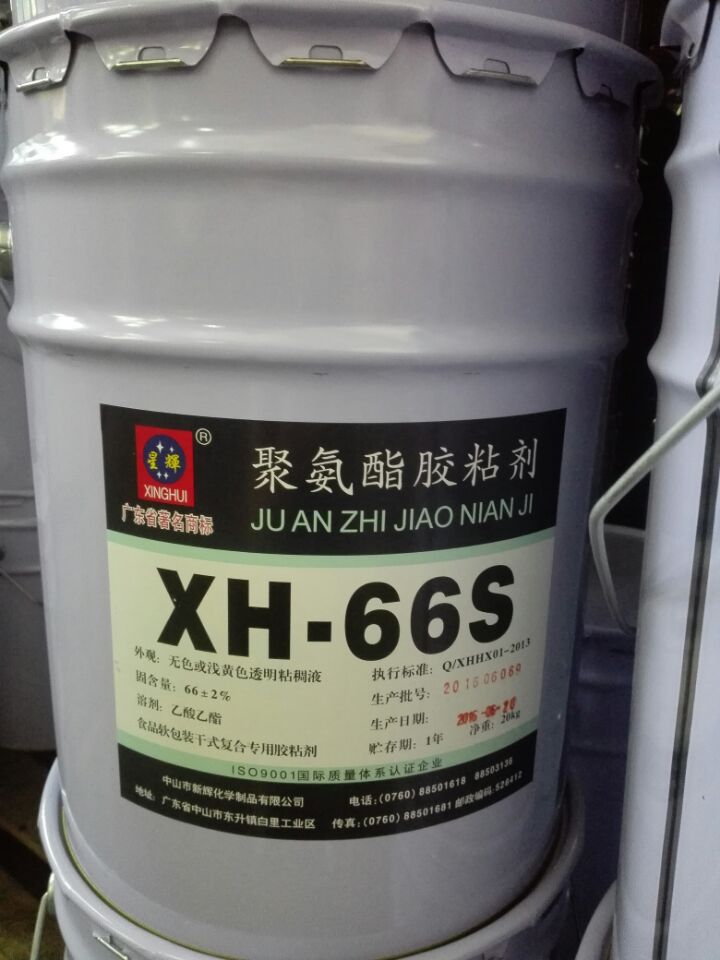 星輝
®
XINGHUI
广东省著名商标
聚氨酯胶粘剂
JU AN ZHI JIAO NIAN JI
XH-66S
外观: 无色或浅黄色透明粘稠液
固含量: 66±2%
溶剂: 乙酸乙酯
食品软包装干式复合专用胶粘剂
执行标准: Q/XHHX01-2013
生产批号: 201606069
生产日期: 2016-06-20
贮存期: 1年 净重: 20kg
ISO9001国际质量体系认证企业
中山市新辉化学制品有限公司 电话:(0760) 88501618 88503136
地址: 广东省中山市东升镇白里工业区 传真:(0760) 88501681 邮政编码:528412